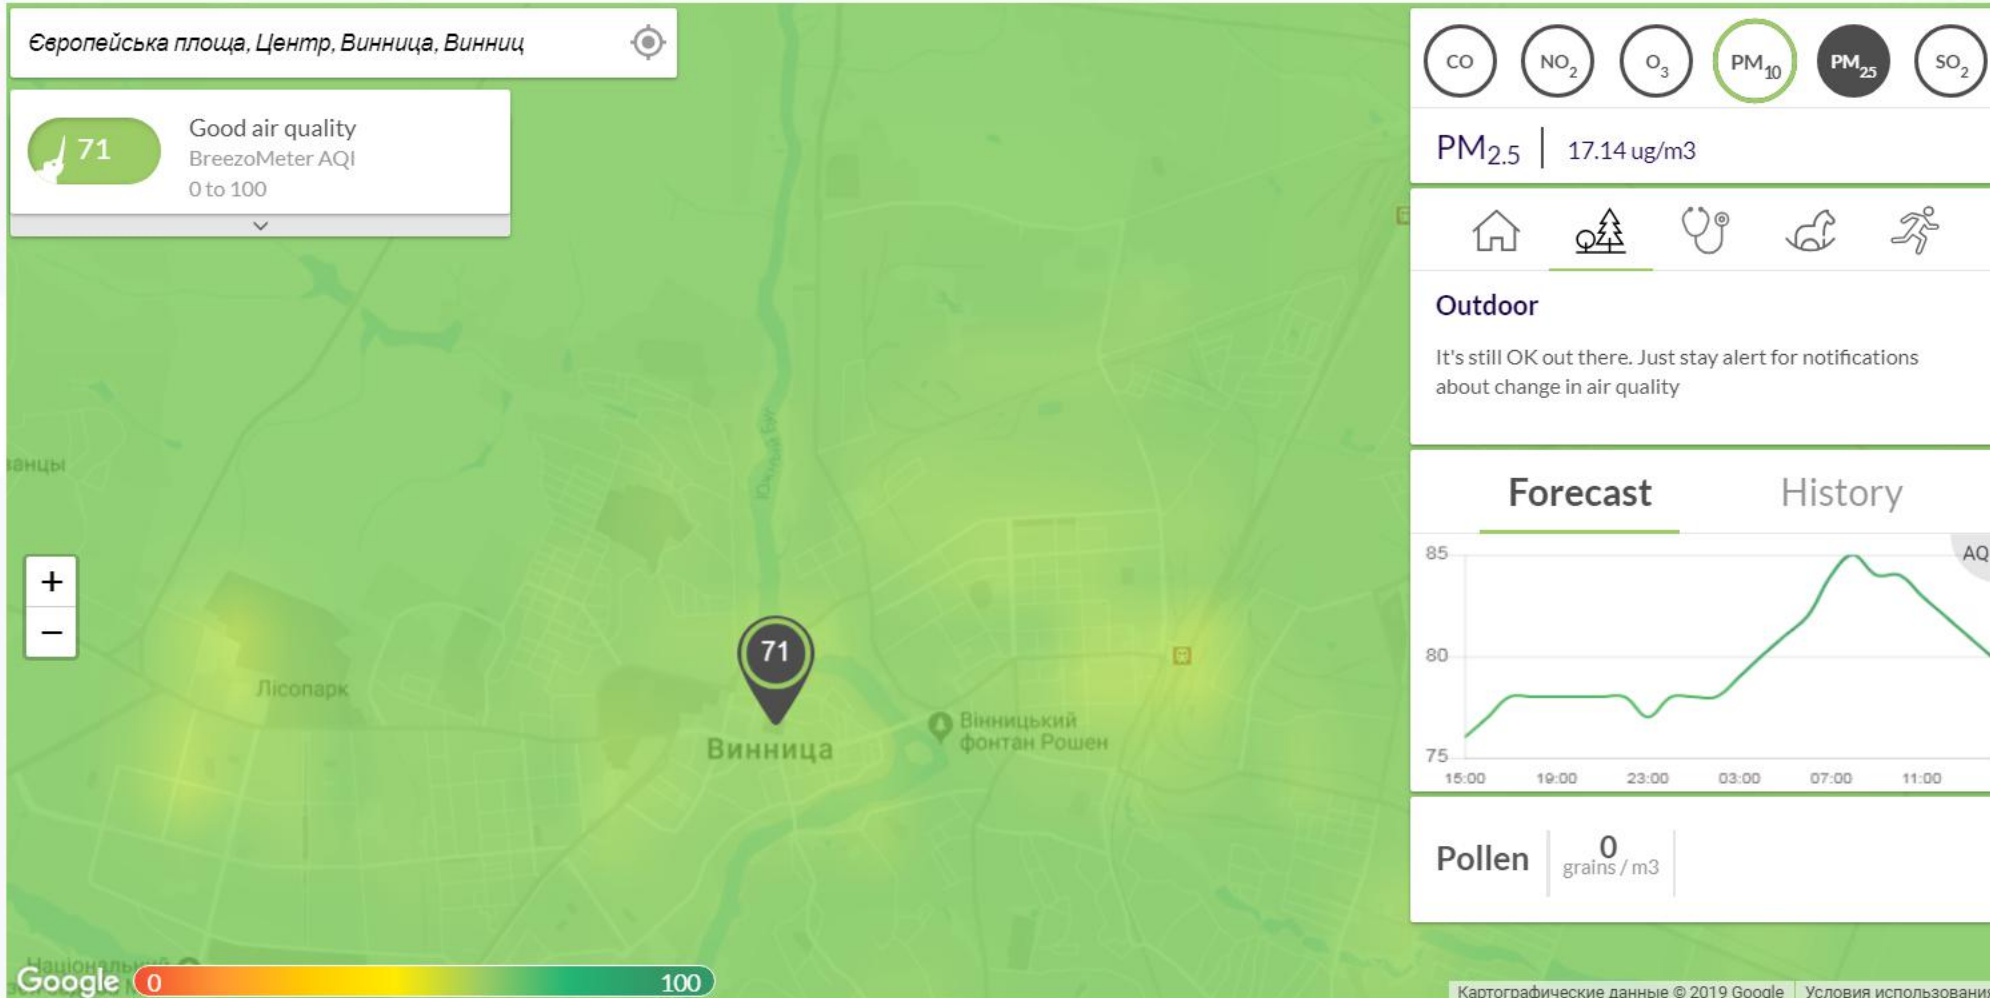 Європейська площа, Центр, Винница, Винниц
71
Good air quality
BreezoMeter AQI
0 to 100
CO
NO2
O3
PM10
PM25
SO2
PM2.5
17.14 ug/m3
Outdoor
It's still OK out there. Just stay alert for notifications
about change in air quality
Forecast
History
AQ
85
80
75
15:00
19:00
23:00
03:00
07:00
11:00
Pollen
0
grains / m3
Южный Буг
ванцы
+
−
Лісопарк
71
Винница
Вінницький
фонтан Рошен
Google
0
100
Картографические данные © 2019 Google
Условия использования